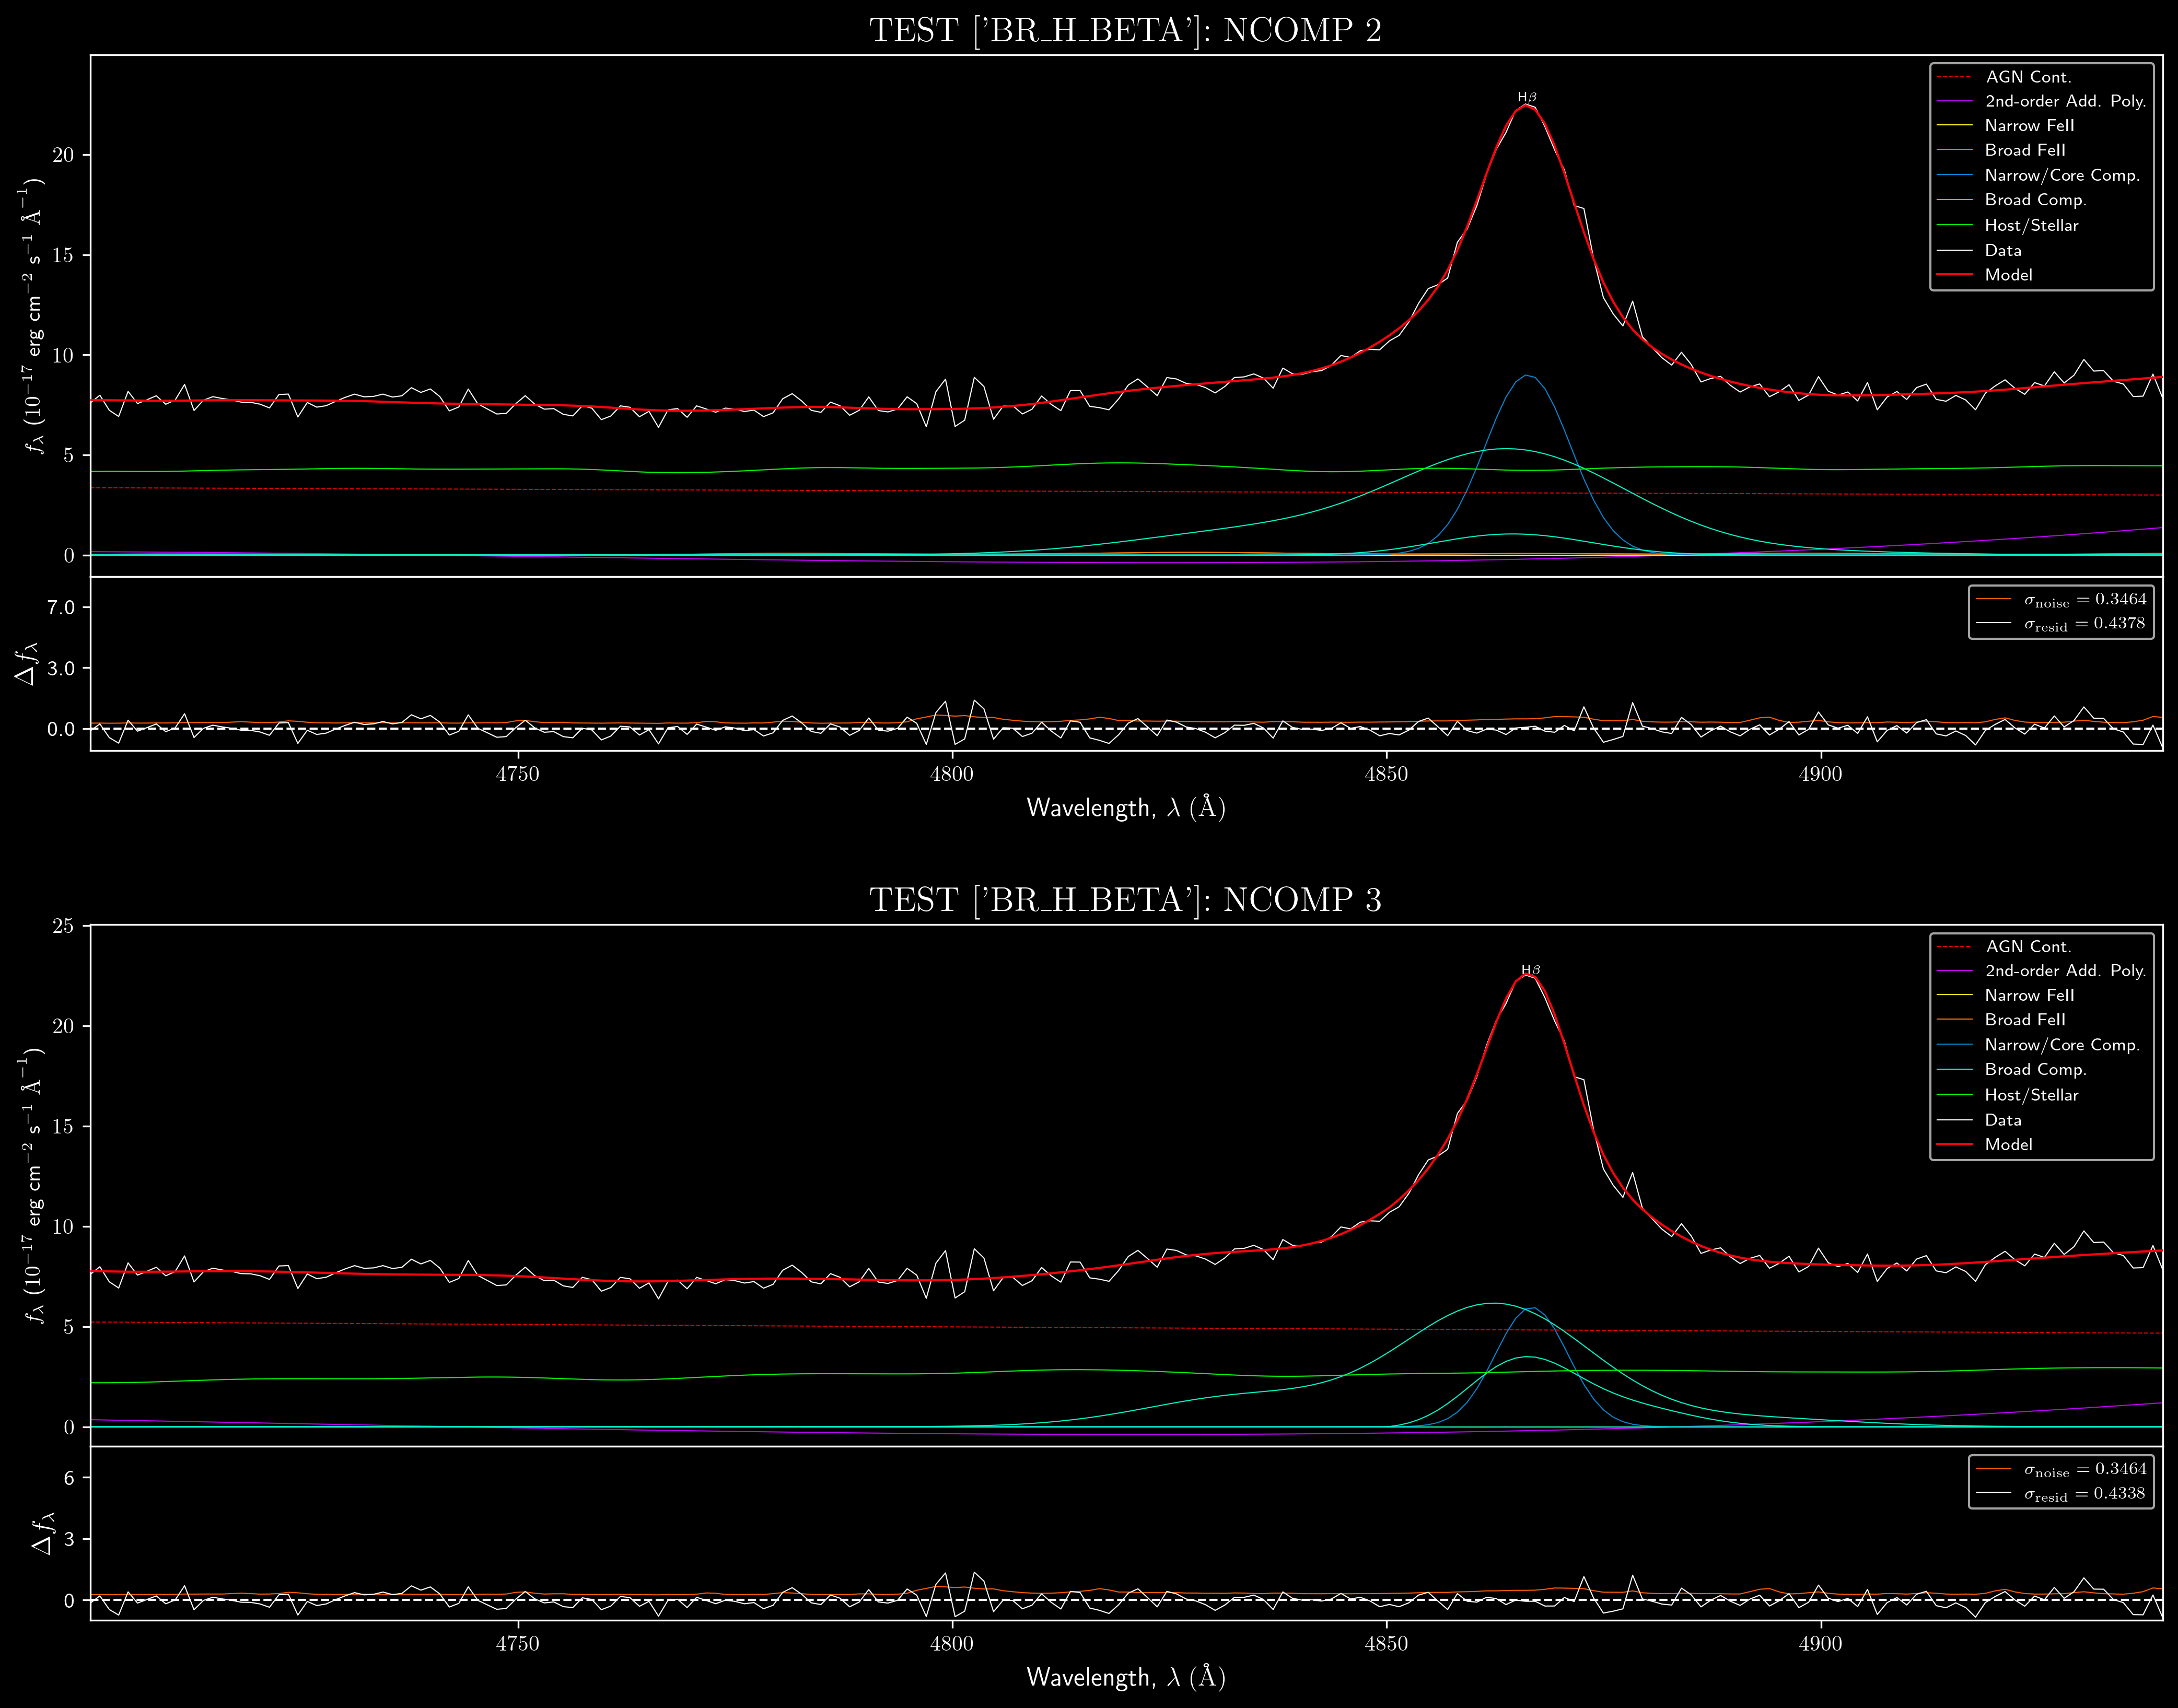 TEST ['BR_H_BETA']: NCOMP 2
Hβ
AGN Cont.
2nd-order Add. Poly.
Narrow FeII
Broad FeII
Narrow/Core Comp.
Broad Comp.
Host/Stellar
Data
Model
20
15
10
5
0
fλ (10⁻¹⁷ erg cm⁻² s⁻¹ Å⁻¹)
σnoise = 0.3464
σresid = 0.4378
7.0
3.0
0.0
Δfλ
4750 4800 4850 4900
Wavelength, λ (Å)
TEST ['BR_H_BETA']: NCOMP 3
Hβ
AGN Cont.
2nd-order Add. Poly.
Narrow FeII
Broad FeII
Narrow/Core Comp.
Broad Comp.
Host/Stellar
Data
Model
25
20
15
10
5
0
fλ (10⁻¹⁷ erg cm⁻² s⁻¹ Å⁻¹)
σnoise = 0.3464
σresid = 0.4338
6
3
0
Δfλ
4750 4800 4850 4900
Wavelength, λ (Å)